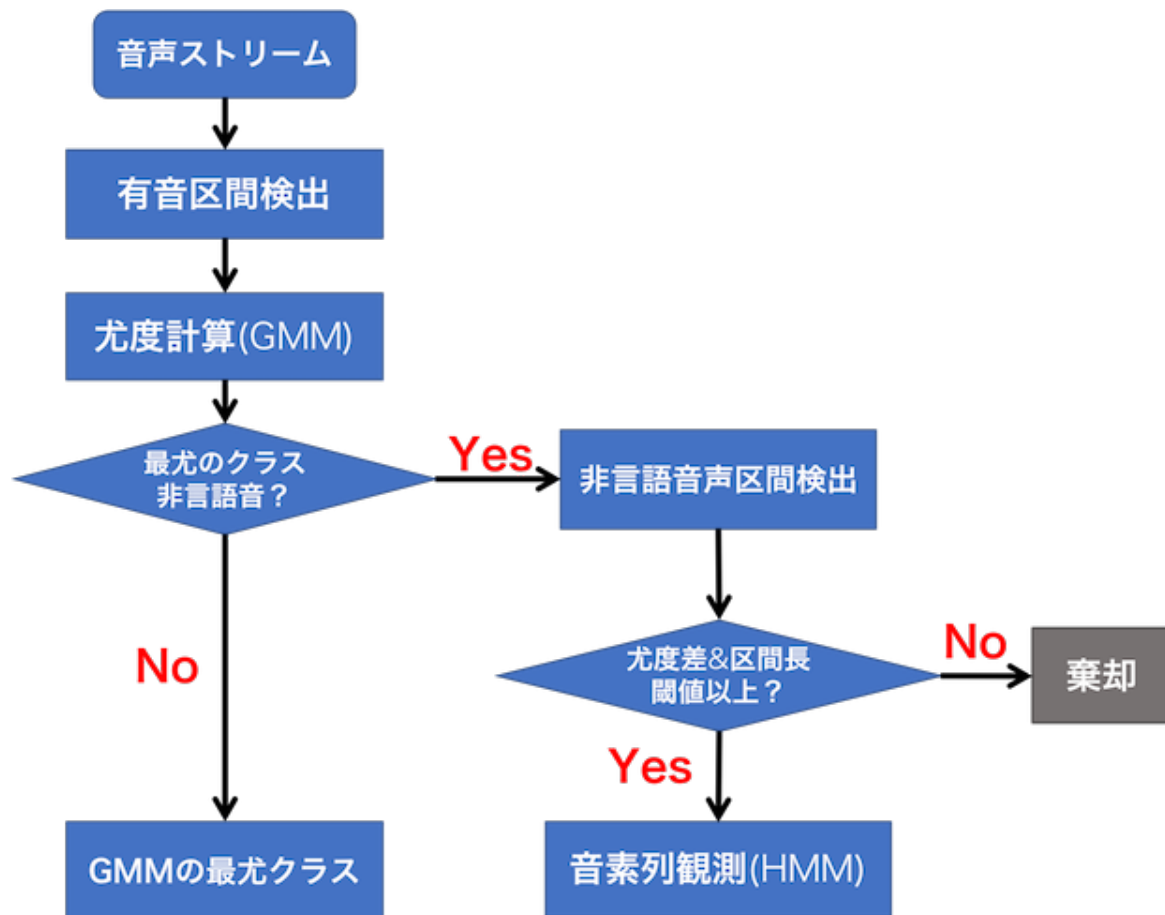 音声ストリーム
有音区間検出
尤度計算(GMM)
最尤のクラス
非言語音？
Yes
非言語音声区間検出
No
尤度差&区間長
閾値以上？
No
棄却
Yes
GMMの最尤クラス
音素列観測(HMM)